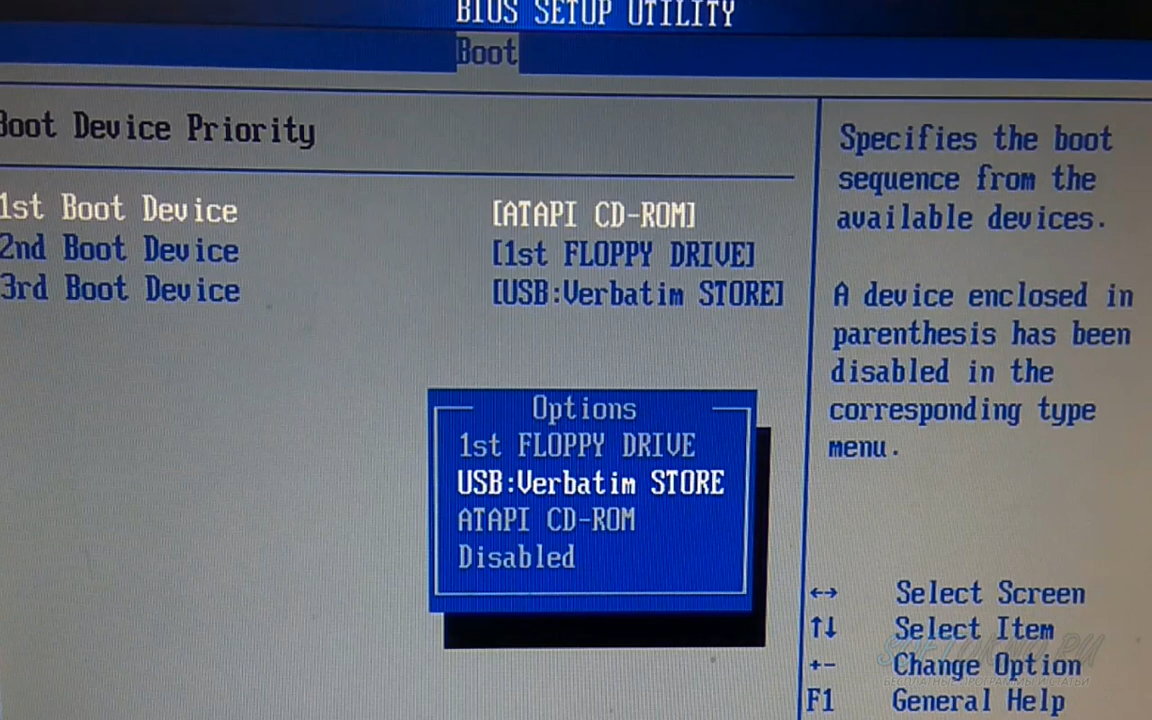 BIOS SETUP UTILITY
Boot
Boot Device Priority
1st Boot Device [ATAPI CD-ROM]
2nd Boot Device [1st FLOPPY DRIVE]
3rd Boot Device [USB:Verbatim STORE]
Options
1st FLOPPY DRIVE
USB:Verbatim STORE
ATAPI CD-ROM
Disabled
Specifies the boot
sequence from the
available devices.
A device enclosed in
parenthesis has been
disabled in the
corresponding type
menu.
←→ Select Screen
↑↓ Select Item
+- Change Option
F1 General Help
БЕСПЛАТНЫЕ ПРОГРАММЫ И СТАТЬИ